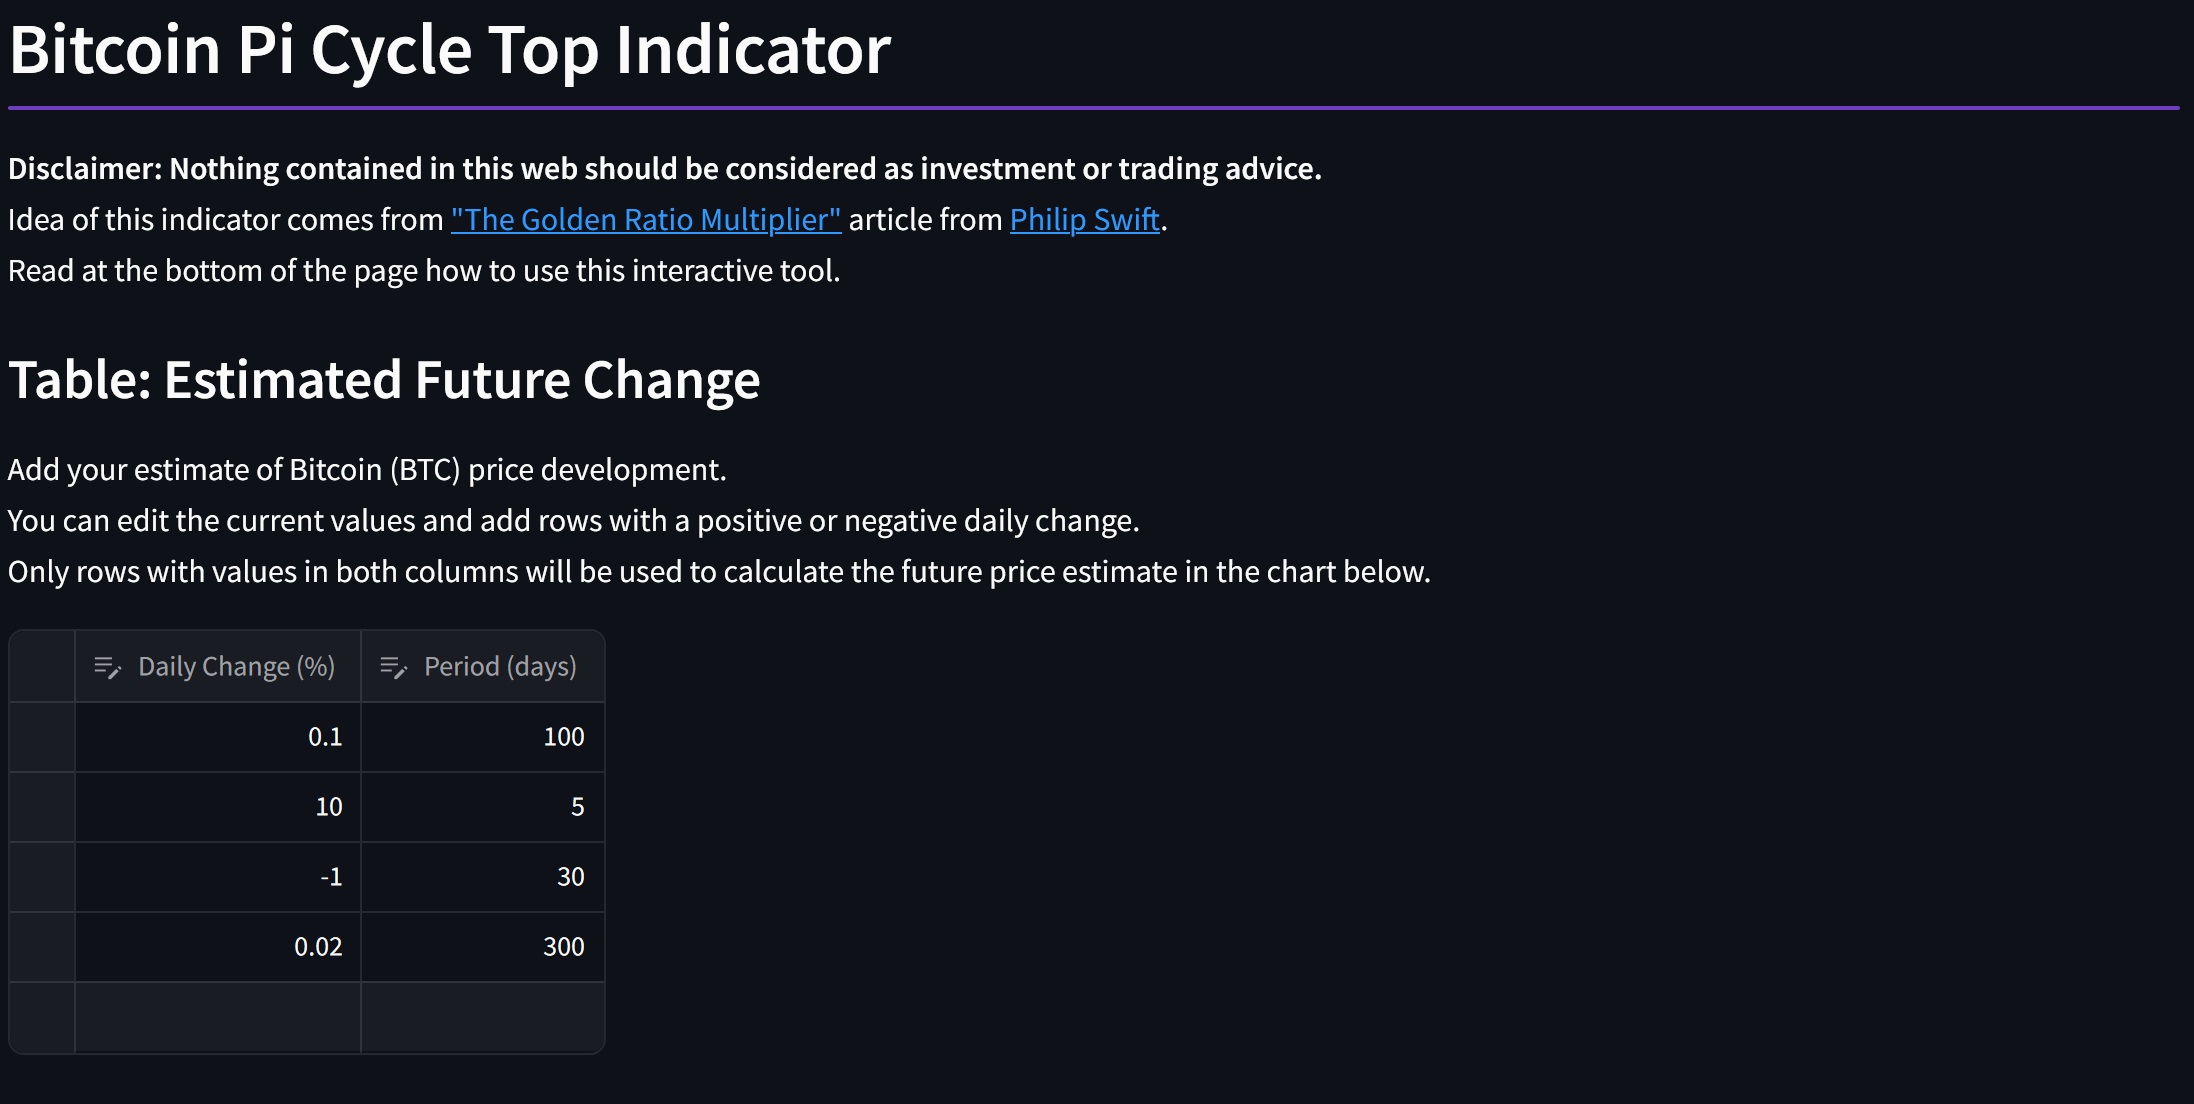 Bitcoin Pi Cycle Top Indicator
Disclaimer: Nothing contained in this web should be considered as investment or trading advice.
Idea of this indicator comes from "The Golden Ratio Multiplier" article from Philip Swift.
Read at the bottom of the page how to use this interactive tool.
Table: Estimated Future Change
Add your estimate of Bitcoin (BTC) price development.
You can edit the current values and add rows with a positive or negative daily change.
Only rows with values in both columns will be used to calculate the future price estimate in the chart below.
Daily Change (%) Period (days)
0.1 100
10 5
-1 30
0.02 300